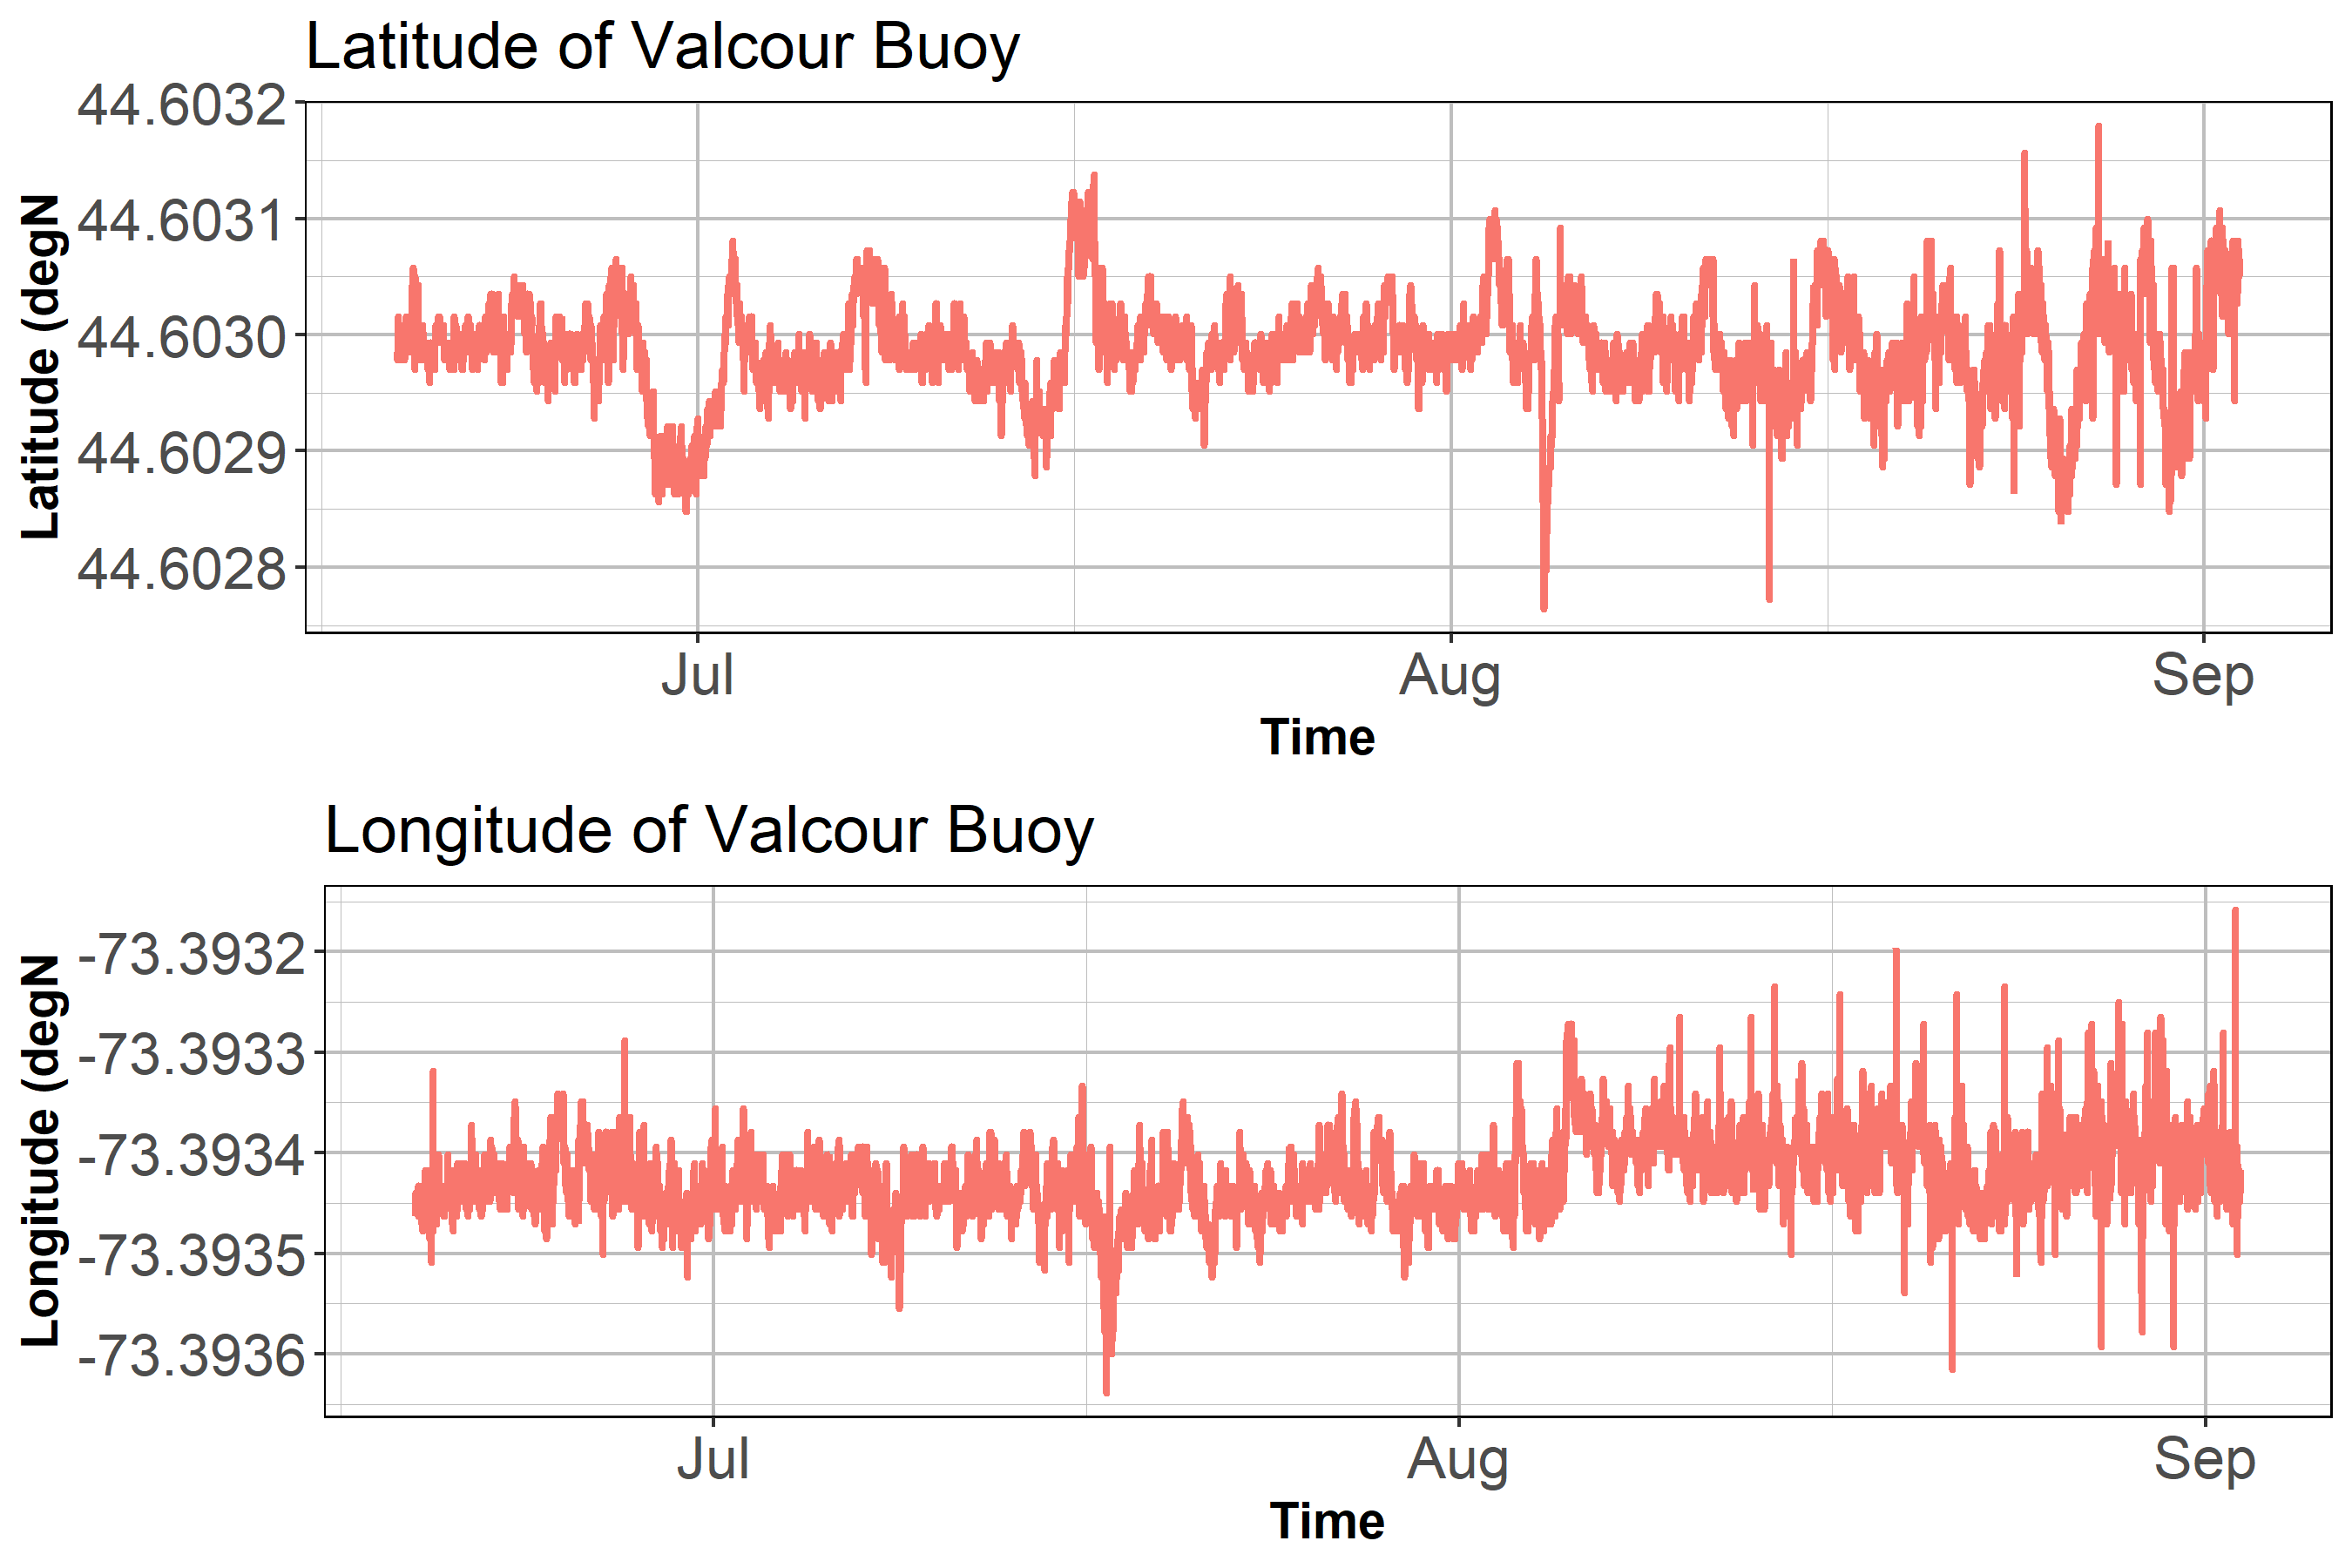 Latitude of Valcour Buoy
44.6032
44.6031
44.6030
44.6029
44.6028
Latitude (degN
Jul Aug Sep
Time
Longitude of Valcour Buoy
-73.3932
-73.3933
-73.3934
-73.3935
-73.3936
Longitude (degN
Jul Aug Sep
Time